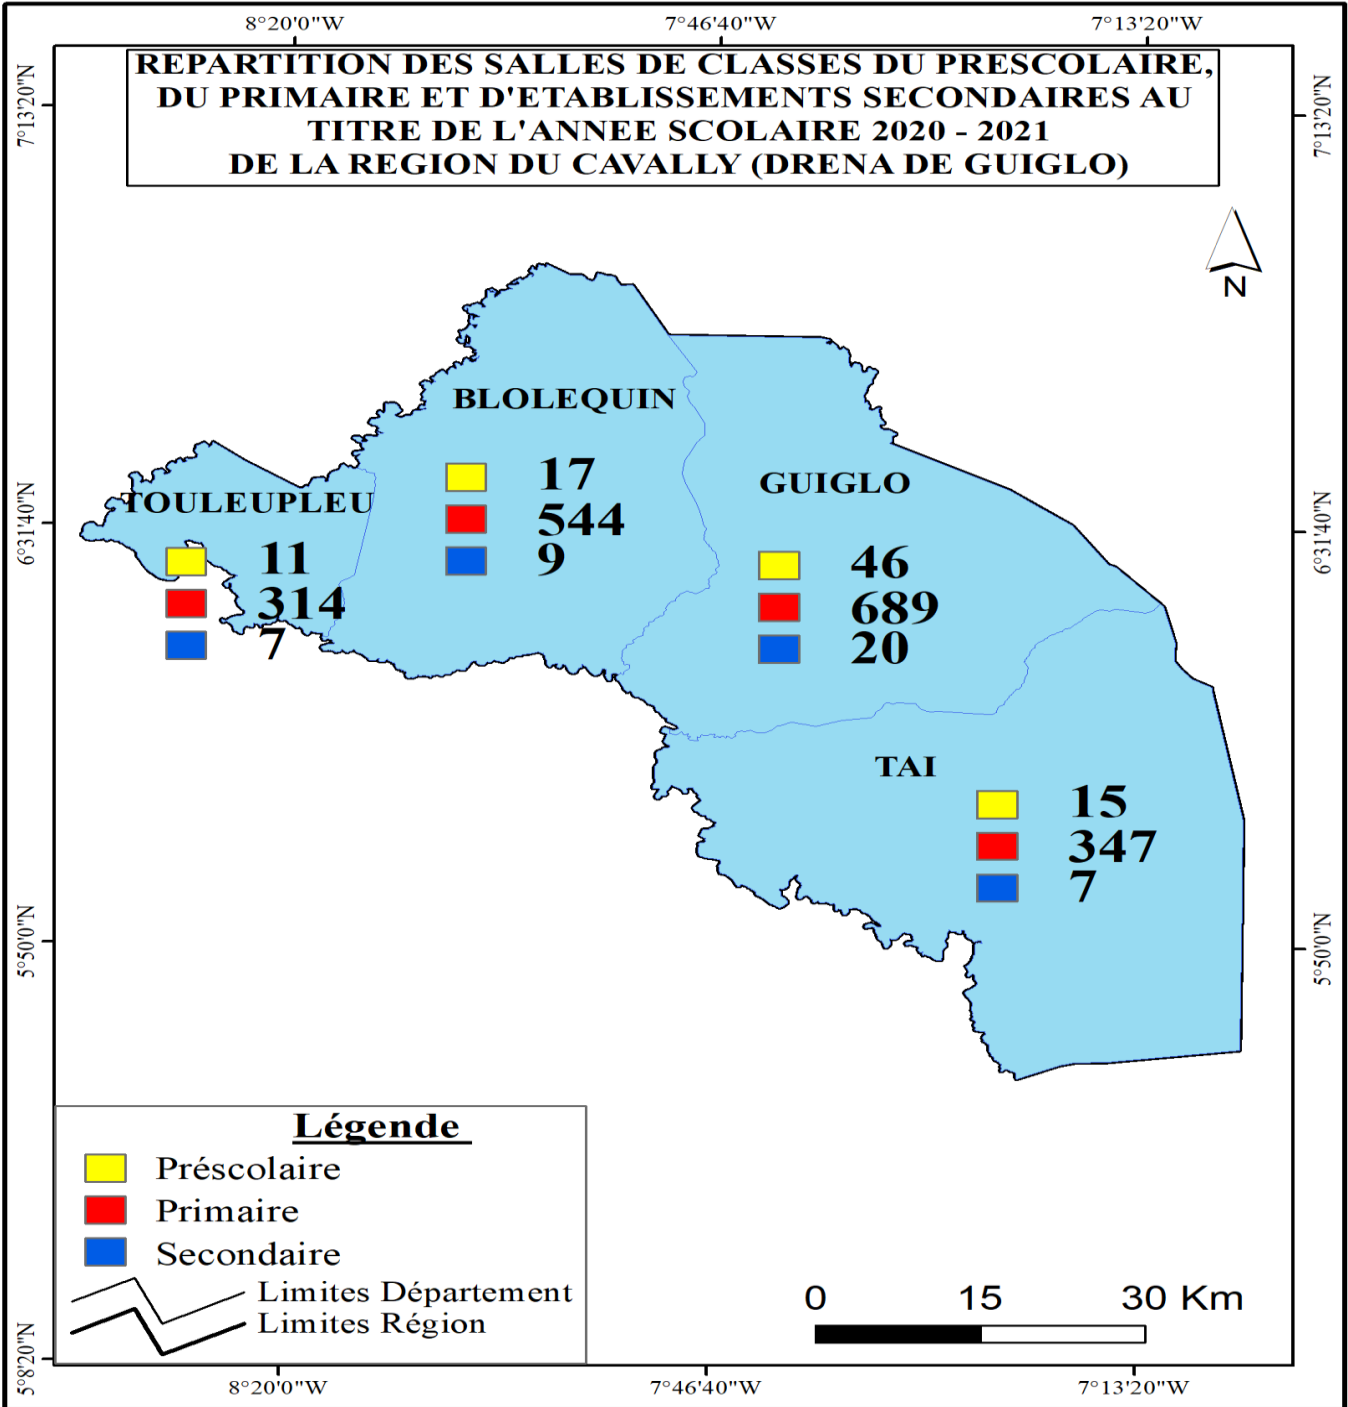 8°20'0"W 7°46'40"W 7°13'20"W
REPARTITION DES SALLES DE CLASSES DU PRESCOLAIRE,
DU PRIMAIRE ET D'ETABLISSEMENTS SECONDAIRES AU
TITRE DE L'ANNEE SCOLAIRE 2020 - 2021
DE LA REGION DU CAVALLY (DRENA DE GUIGLO)
7°13'20"N
7°13'20"N
N
BLOLEQUIN
17
544
9
GUIGLO
46
689
20
TOULEUPLEU
11
314
7
6°31'40"N
6°31'40"N
TAI
15
347
7
5°50'0"N
5°50'0"N
Légende
Préscolaire
Primaire
Secondaire
Limites Département
Limites Région
0 15 30 Km
5°8'20"N
8°20'0"W 7°46'40"W 7°13'20"W